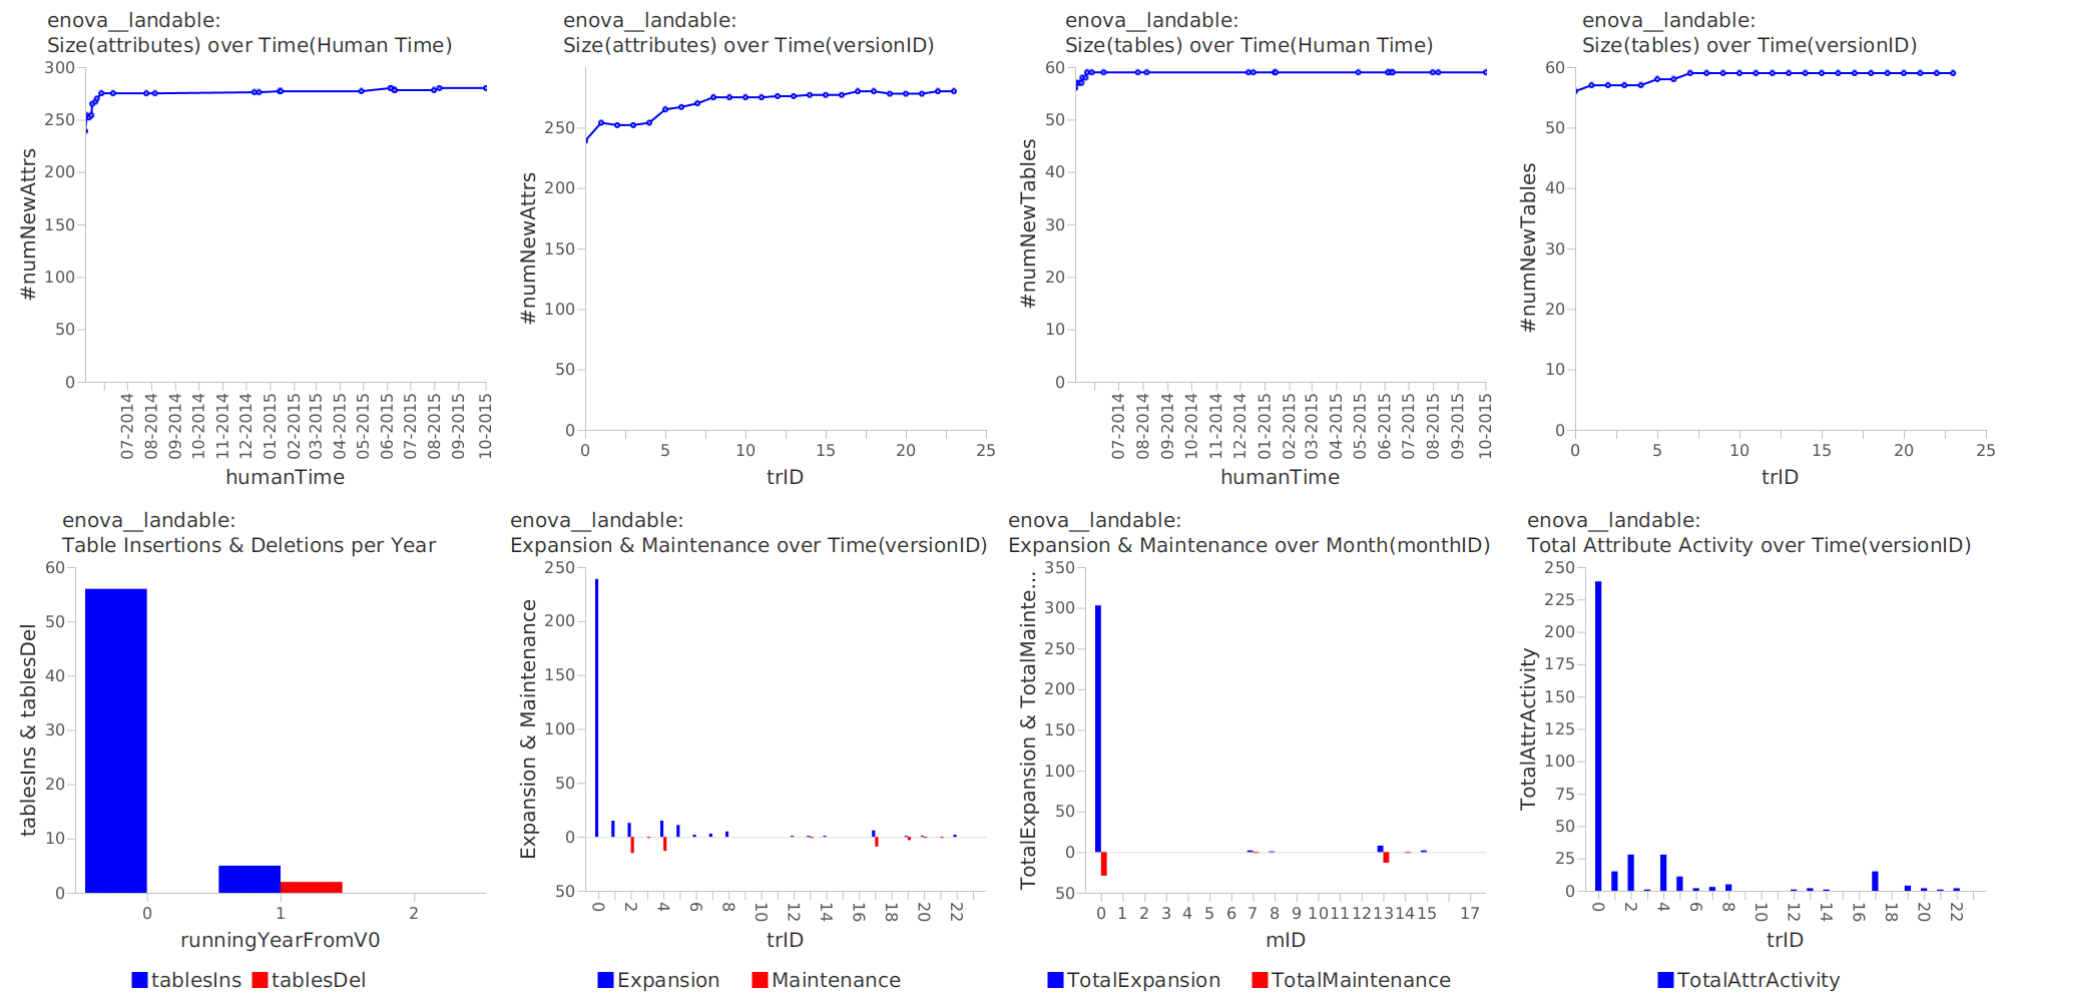 enova__landable:
Size(attributes) over Time(Human Time)
300
250
200
150
100
50
0
#numNewAttrs
07-2014
08-2014
09-2014
10-2014
11-2014
12-2014
01-2015
02-2015
03-2015
04-2015
05-2015
06-2015
07-2015
08-2015
09-2015
10-2015
humanTime
enova__landable:
Size(attributes) over Time(versionID)
250
200
150
100
50
0
#numNewAttrs
0 5 10 15 20 25
trID
enova__landable:
Size(tables) over Time(Human Time)
60
50
40
30
20
10
0
#numNewTables
07-2014
08-2014
09-2014
10-2014
11-2014
12-2014
01-2015
02-2015
03-2015
04-2015
05-2015
06-2015
07-2015
08-2015
09-2015
10-2015
humanTime
enova__landable:
Size(tables) over Time(versionID)
60
50
40
30
20
10
0
#numNewTables
0 5 10 15 20 25
trID
enova__landable:
Table Insertions & Deletions per Year
60
50
40
30
20
10
0
tablesIns & tablesDel
0 1 2
runningYearFromV0
tablesIns tablesDel
enova__landable:
Expansion & Maintenance over Time(versionID)
250
200
150
100
50
0
50
Expansion & Maintenance
0 2 4 6 8 10 12 14 16 18 20 22
trID
Expansion Maintenance
enova__landable:
Expansion & Maintenance over Month(monthID)
350
300
250
200
150
100
50
0
50
TotalExpansion & TotalMainte...
0 1 2 3 4 5 6 7 8 9 10 11 12 13 14 15 17
mID
TotalExpansion TotalMaintenance
enova__landable:
Total Attribute Activity over Time(versionID)
250
225
200
175
150
125
100
75
50
25
0
TotalAttrActivity
0 2 4 6 8 10 12 14 16 18 20 22
trID
TotalAttrActivity